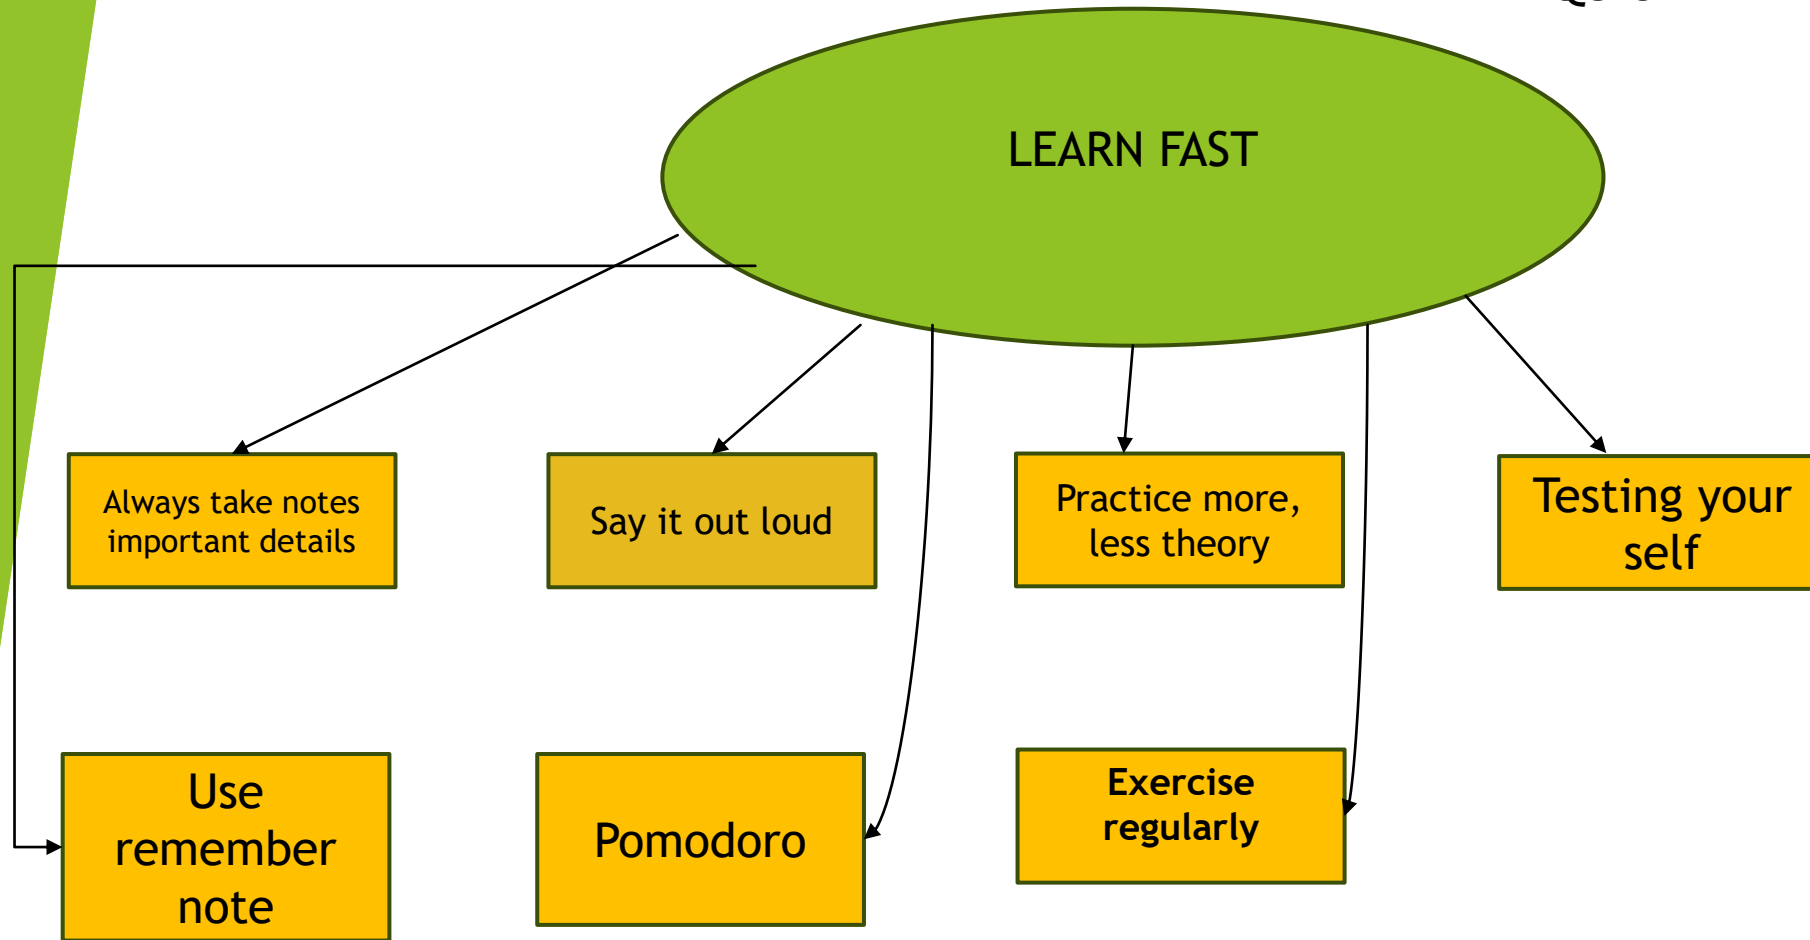 LEARN FAST
Always take notes
important details
Say it out loud
Practice more,
less theory
Testing your
self
Use
remember
note
Pomodoro
Exercise
regularly